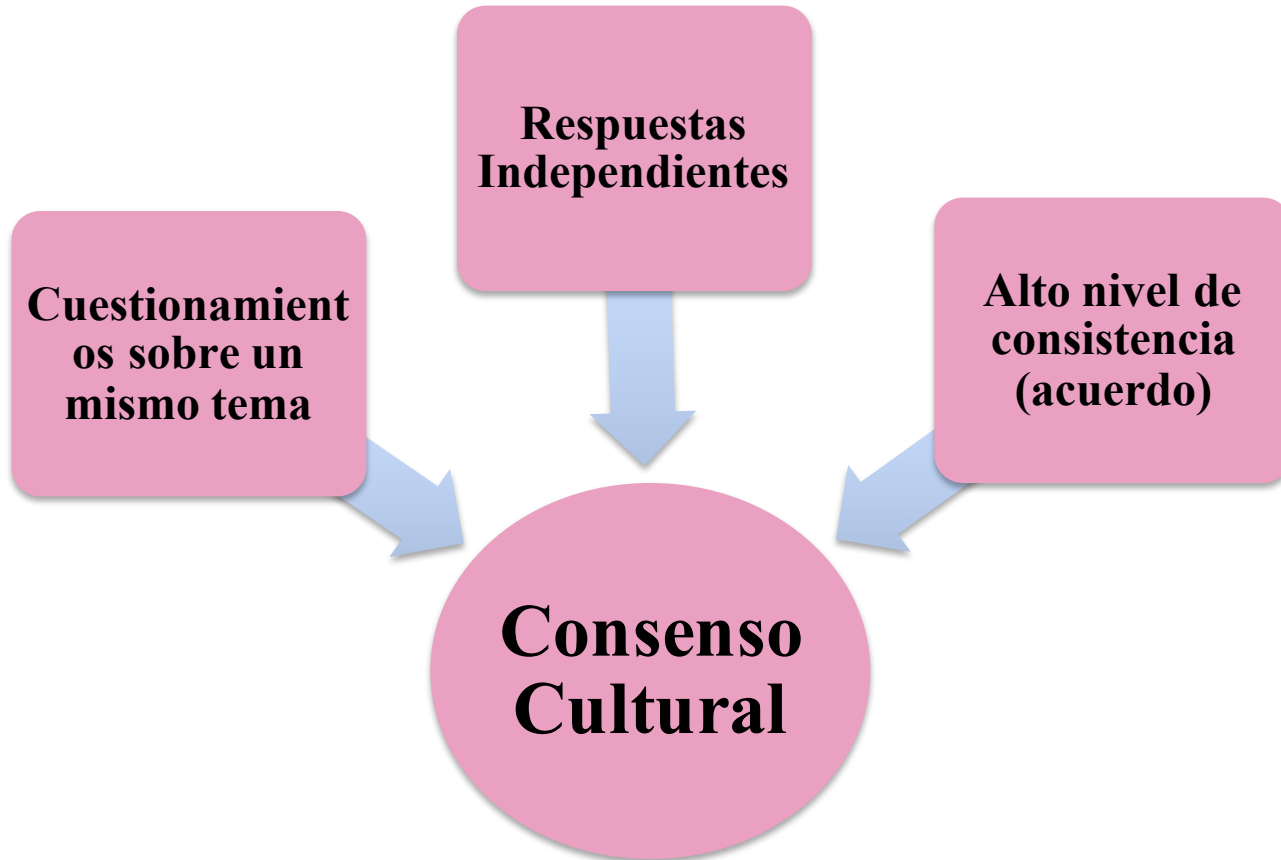 Respuestas
Independientes
Cuestionamient
os sobre un
mismo tema
Alto nivel de
consistencia
(acuerdo)
Consenso
Cultural